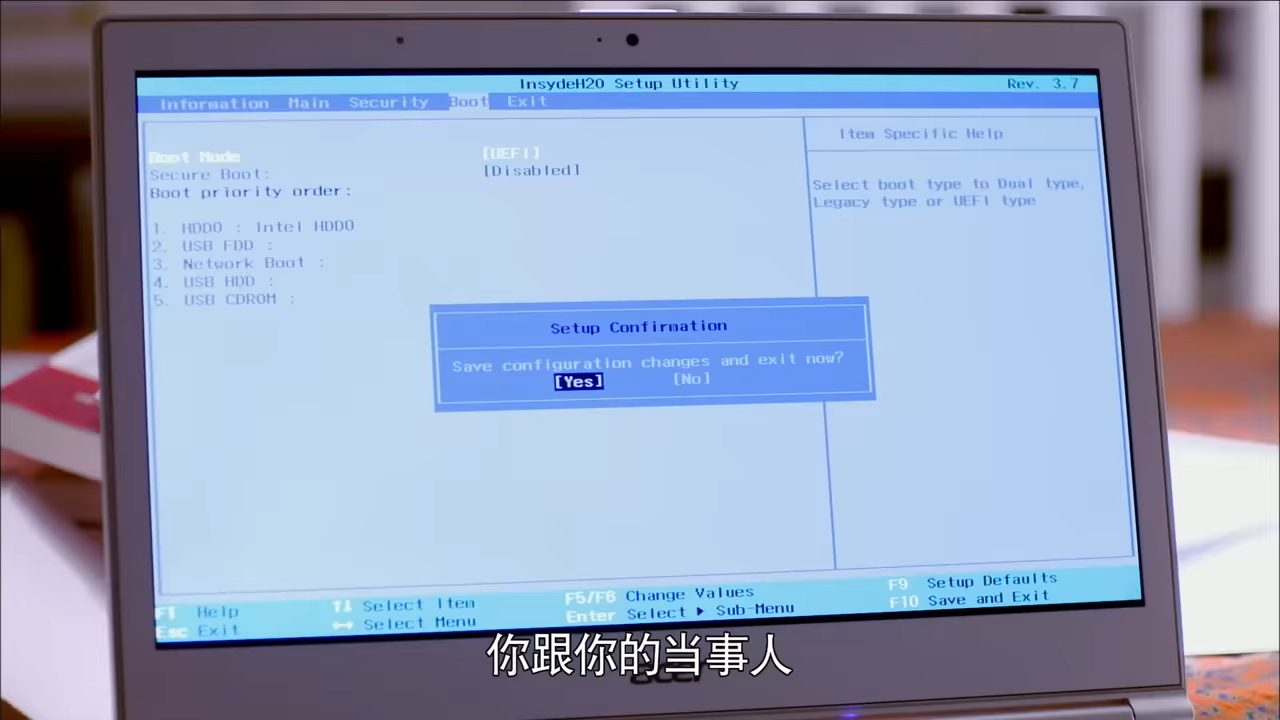 InsydeH20 Setup Utility Rev. 3.7
Information Main Security Boot Exit
Item Specific Help
Boot Mode [UEFI]
Secure Boot: [Disabled]
Boot priority order:
Select boot type to Dual type,
Legacy type or UEFI type
1. HDD0 : Intel HDD0
2. USB FDD :
3. Network Boot :
4. USB HDD :
5. USB CDROM :
Setup Confirmation
Save configuration changes and exit now?
[Yes] [No]
F1 Help ↑↓ Select Item F5/F6 Change Values F9 Setup Defaults
Esc Exit ↔ Select Menu Enter Select ▶ Sub-Menu F10 Save and Exit
你跟你的当事人
acer